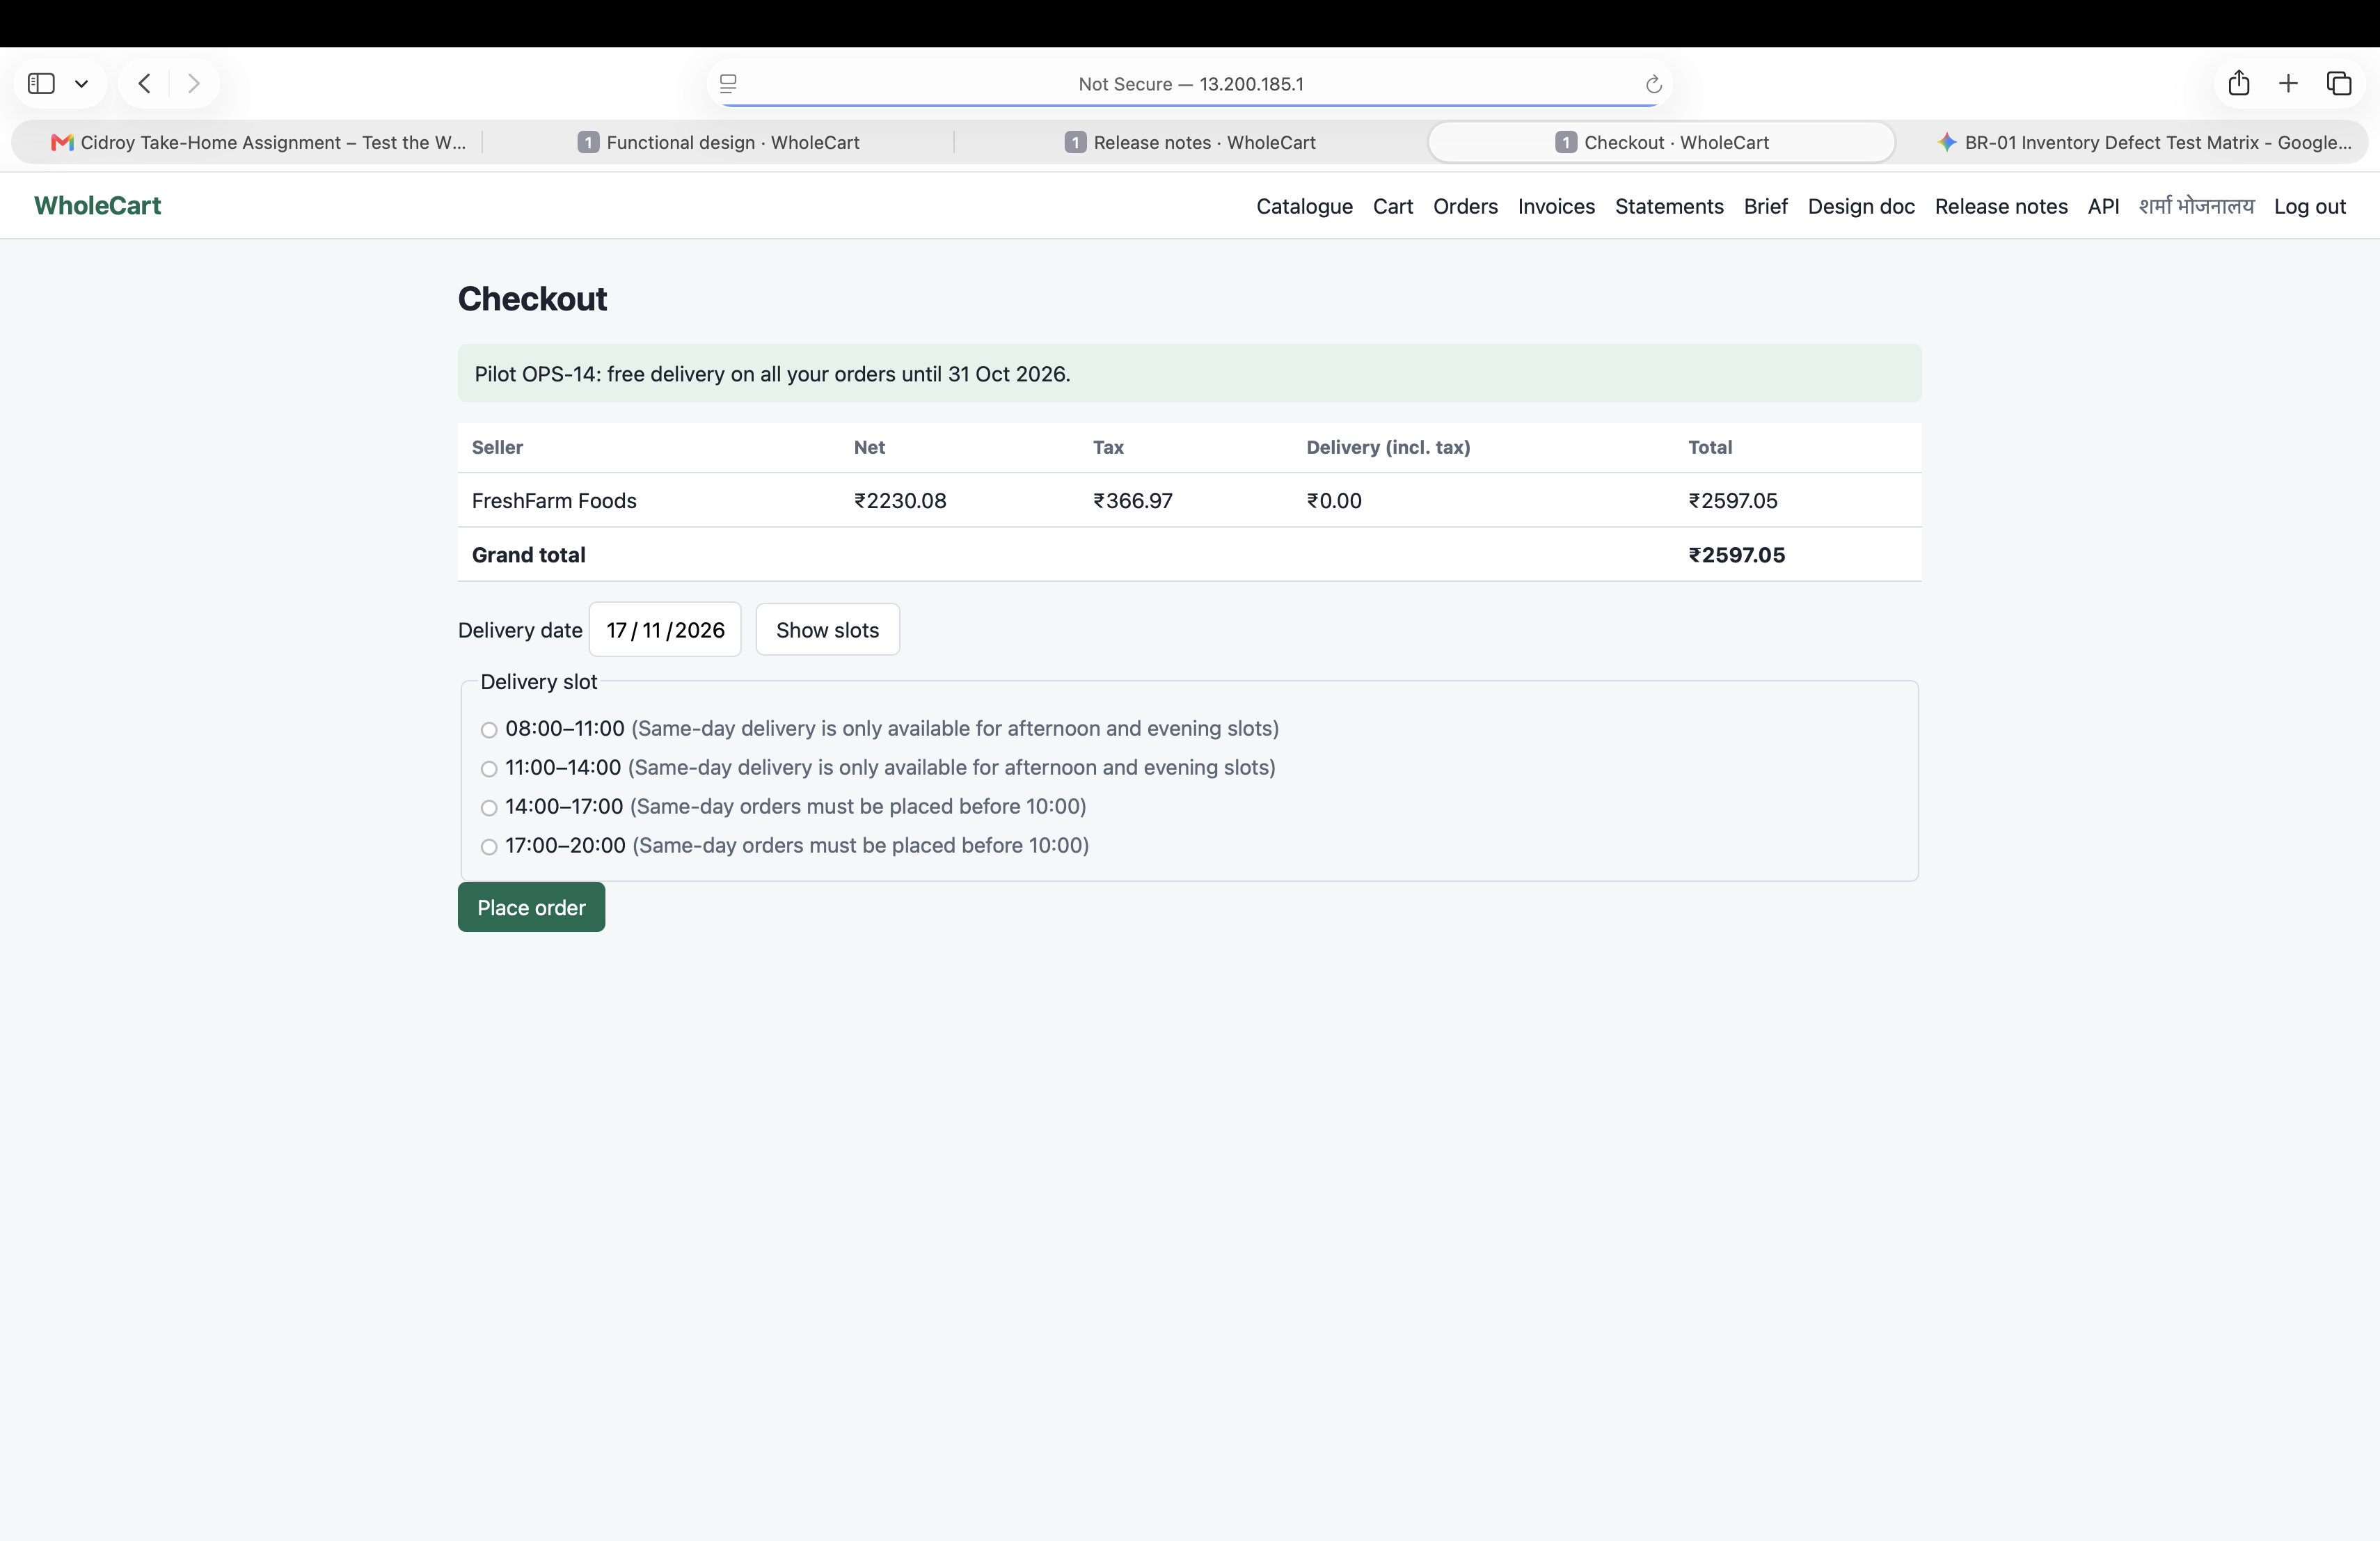 Not Secure — 13.200.185.1
Cidroy Take-Home Assignment – Test the W...
1 Functional design · WholeCart
1 Release notes · WholeCart
1 Checkout · WholeCart
BR-01 Inventory Defect Test Matrix - Google...
WholeCart
Catalogue Cart Orders Invoices Statements Brief Design doc Release notes API शर्मा भोजनालय Log out
Checkout
Pilot OPS-14: free delivery on all your orders until 31 Oct 2026.
Seller Net Tax Delivery (incl. tax) Total
FreshFarm Foods ₹2230.08 ₹366.97 ₹0.00 ₹2597.05
Grand total ₹2597.05
Delivery date 17/11/2026 Show slots
Delivery slot
08:00–11:00 (Same-day delivery is only available for afternoon and evening slots)
11:00–14:00 (Same-day delivery is only available for afternoon and evening slots)
14:00–17:00 (Same-day orders must be placed before 10:00)
17:00–20:00 (Same-day orders must be placed before 10:00)
Place order